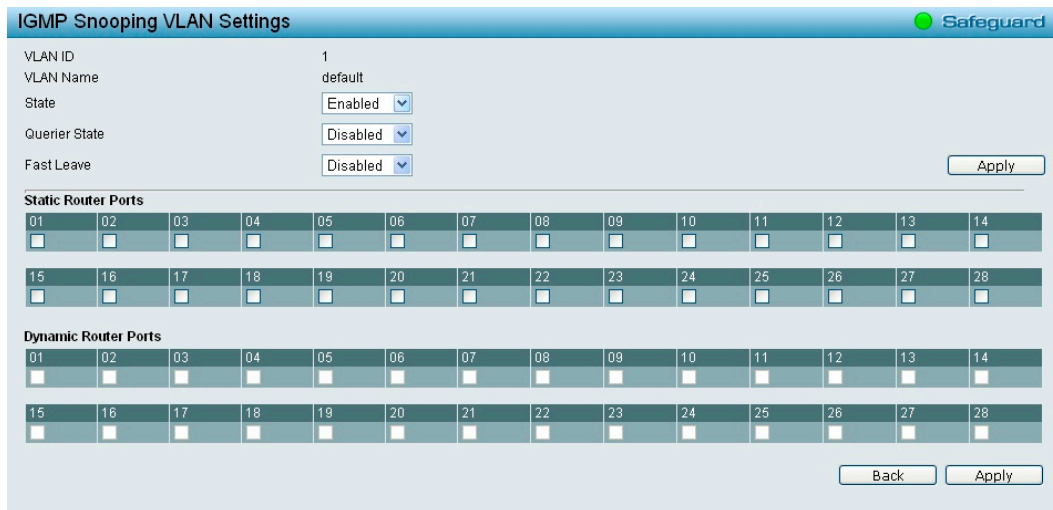 IGMP Snooping VLAN Settings Safeguard
VLAN ID 1
VLAN Name default
State Enabled
Querier State Disabled
Fast Leave Disabled Apply
Static Router Ports
01 02 03 04 05 06 07 08 09 10 11 12 13 14
15 16 17 18 19 20 21 22 23 24 25 26 27 28
Dynamic Router Ports
01 02 03 04 05 06 07 08 09 10 11 12 13 14
15 16 17 18 19 20 21 22 23 24 25 26 27 28
Back Apply